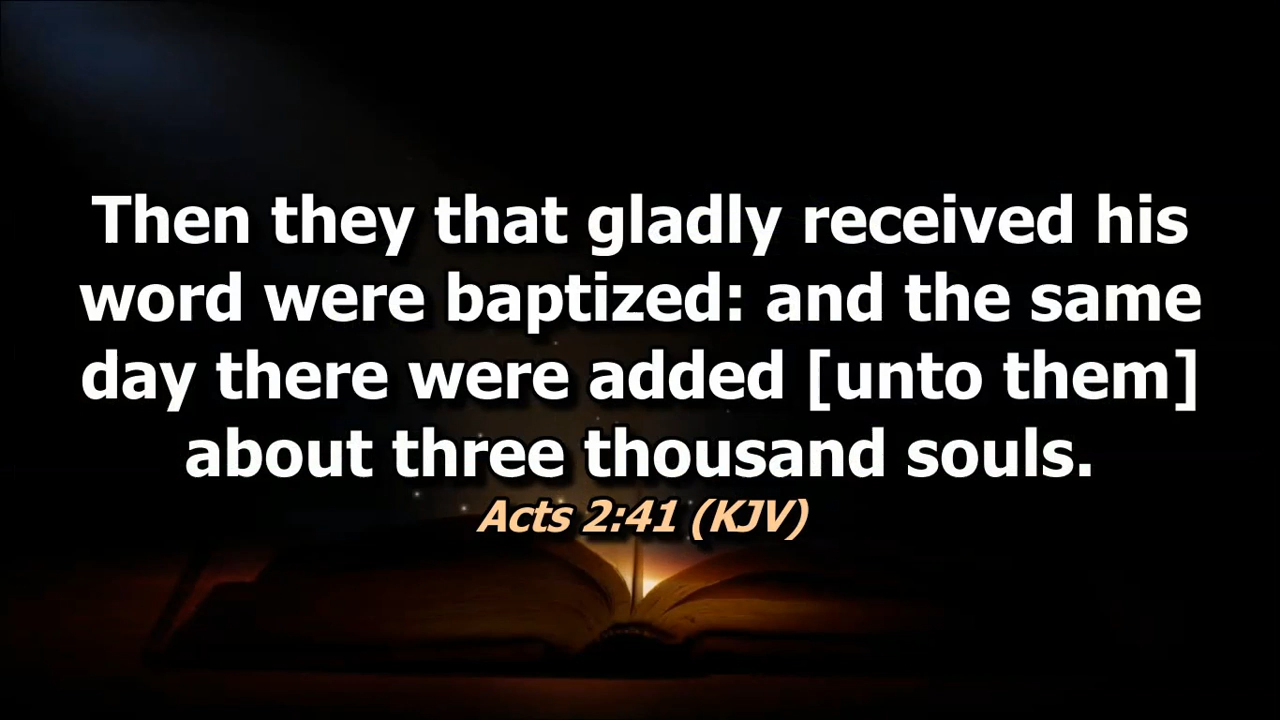 Then they that gladly received his
word were baptized: and the same
day there were added [unto them]
about three thousand souls.
Acts 2:41 (KJV)